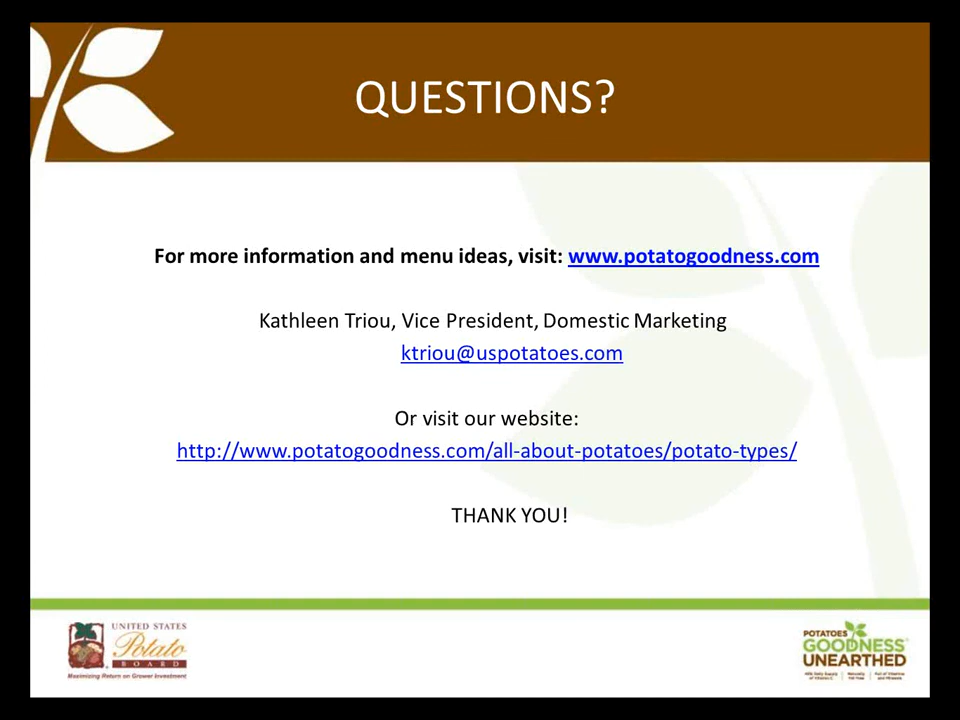 QUESTIONS?
For more information and menu ideas, visit: www.potatogoodness.com
Kathleen Triou, Vice President, Domestic Marketing
ktriou@uspotatoes.com
Or visit our website:
http://www.potatogoodness.com/all-about-potatoes/potato-types/
THANK YOU!
UNITED STATES
Potato
BOARD
Maximizing Return on Grower Investment
POTATOES
GOODNESS
UNEARTHED